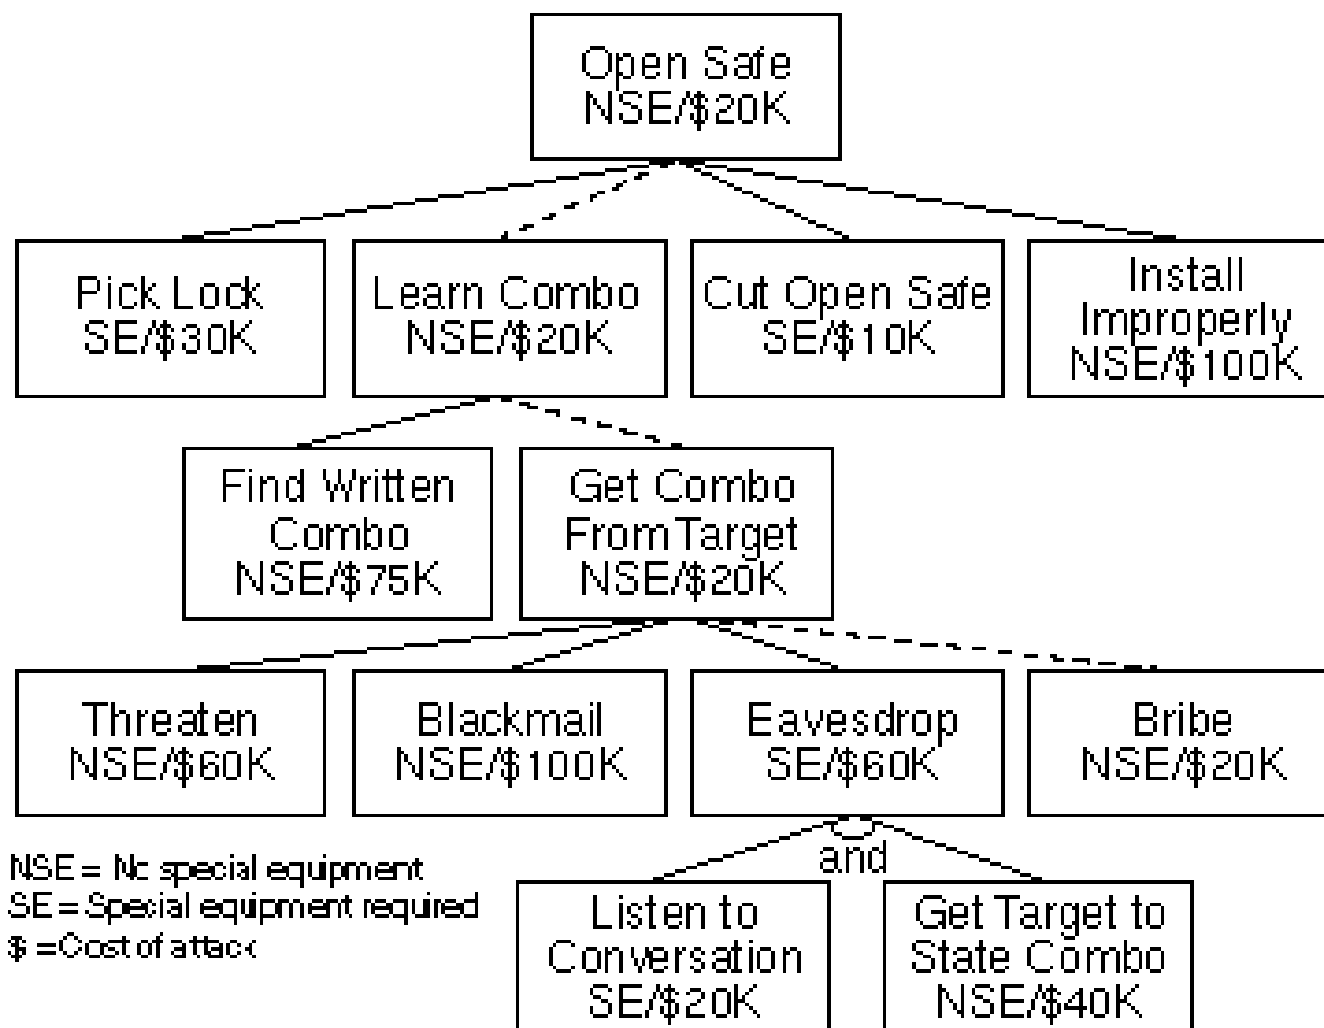 Open Safe
NSE/$20K
Pick Lock
SE/$30K
Learn Combo
NSE/$20K
Cut Open Safe
SE/$10K
Install
Improperly
NSE/$100K
Find Written
Combo
NSE/$75K
Get Combo
From Target
NSE/$20K
Threaten
NSE/$60K
Blackmail
NSE/$100K
Eavesdrop
SE/$60K
Bribe
NSE/$20K
and
Listen to
Conversation
SE/$20K
Get Target to
State Combo
NSE/$40K
NSE = No special equipment
SE = Special equipment required
$ = Cost of attack